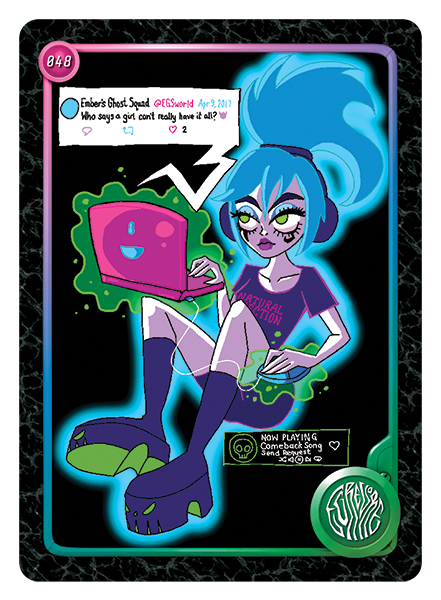 048
Ember's Ghost Squad @EGSworld Apr 9, 2017
Who says a girl can't really have it all?
2
NATURAL
NOW PLAYING
Comeback Song
Send Request